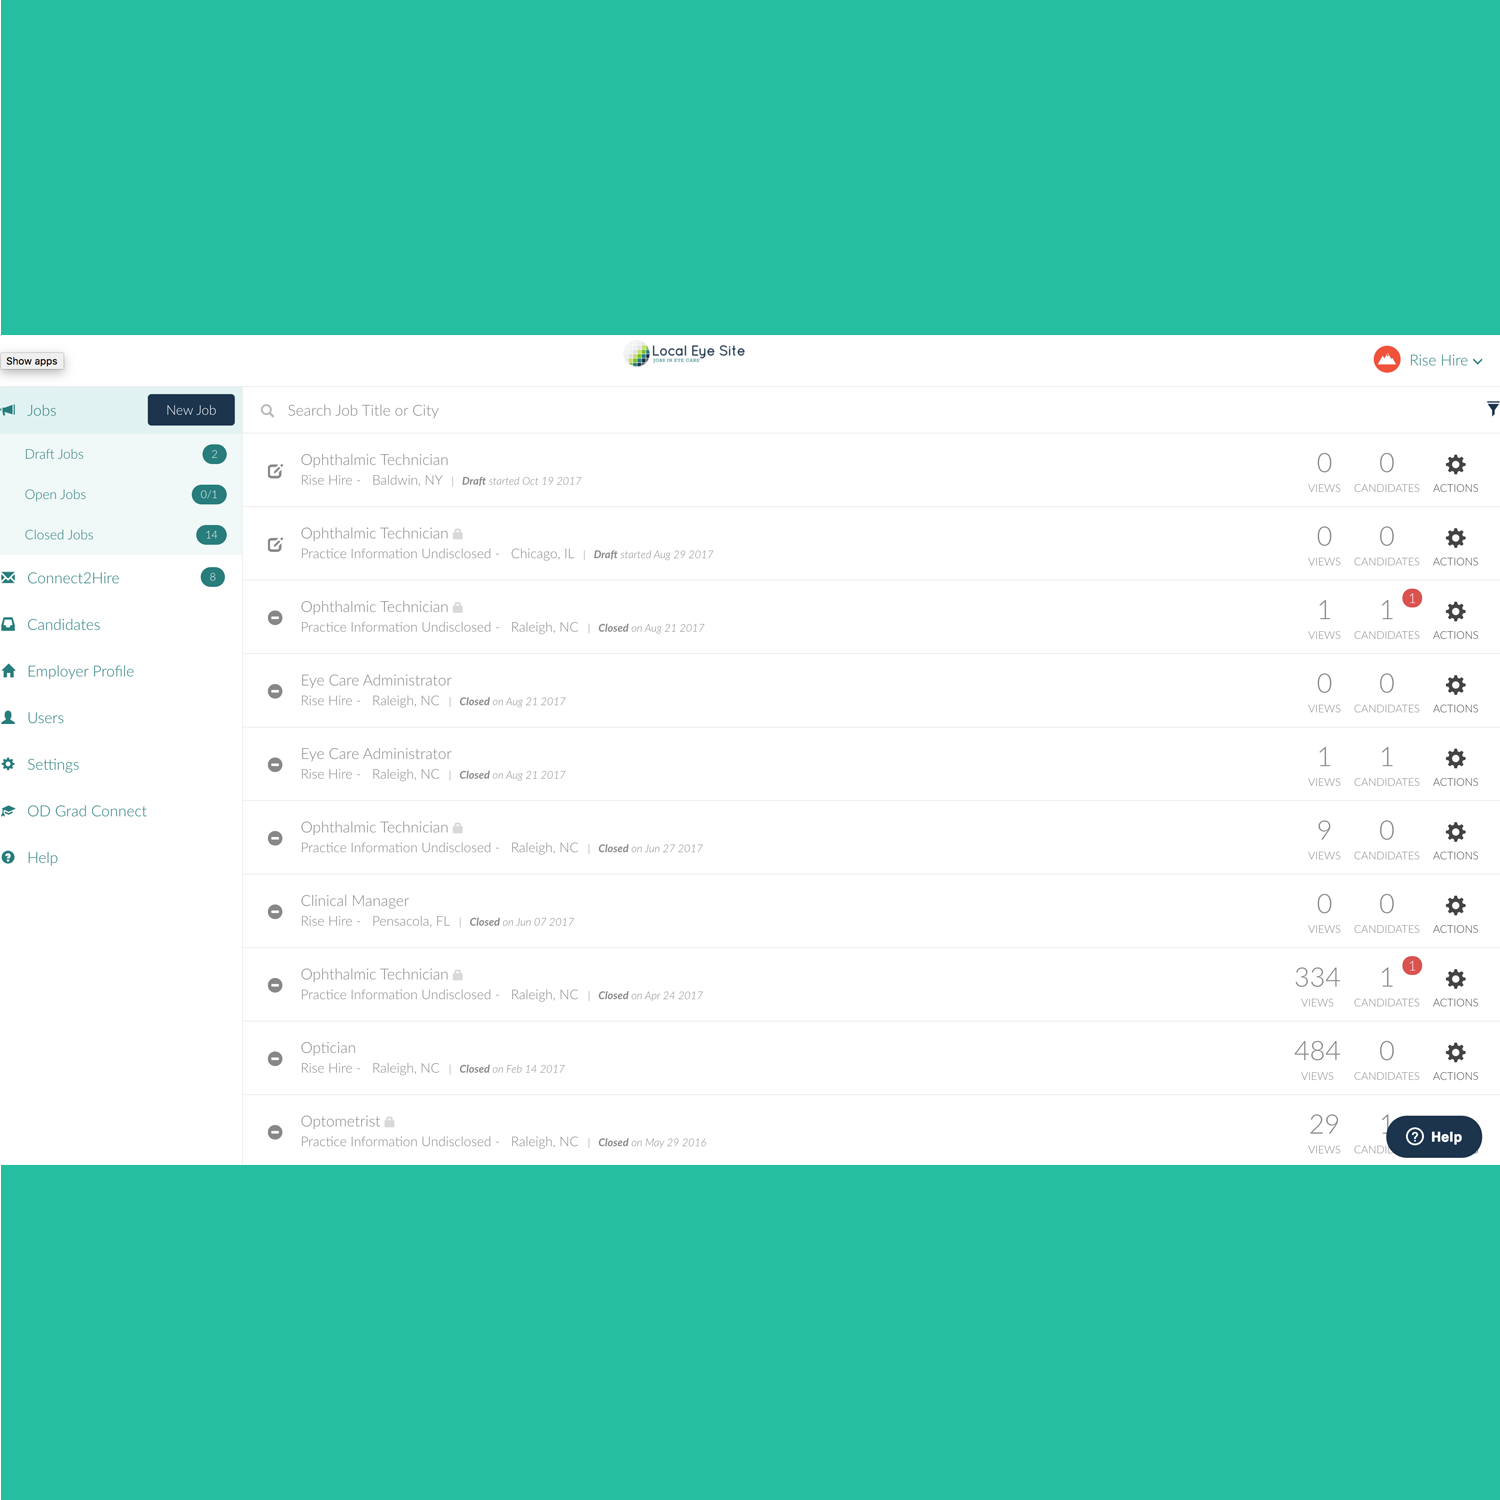 Show apps
Local Eye Site
JOBS IN EYE CARE
Rise Hire
Jobs
New Job
Search Job Title or City
Draft Jobs 2
Open Jobs 0/1
Closed Jobs 14
Connect2Hire 8
Candidates
Employer Profile
Users
Settings
OD Grad Connect
Help
Ophthalmic Technician
Rise Hire - Baldwin, NY | Draft started Oct 19 2017
0 0
VIEWS CANDIDATES ACTIONS
Ophthalmic Technician
Practice Information Undisclosed - Chicago, IL | Draft started Aug 29 2017
0 0
VIEWS CANDIDATES ACTIONS
Ophthalmic Technician
Practice Information Undisclosed - Raleigh, NC | Closed on Aug 21 2017
1 1 1
VIEWS CANDIDATES ACTIONS
Eye Care Administrator
Rise Hire - Raleigh, NC | Closed on Aug 21 2017
0 0
VIEWS CANDIDATES ACTIONS
Eye Care Administrator
Rise Hire - Raleigh, NC | Closed on Aug 21 2017
1 1
VIEWS CANDIDATES ACTIONS
Ophthalmic Technician
Practice Information Undisclosed - Raleigh, NC | Closed on Jun 27 2017
9 0
VIEWS CANDIDATES ACTIONS
Clinical Manager
Rise Hire - Pensacola, FL | Closed on Jun 07 2017
0 0
VIEWS CANDIDATES ACTIONS
Ophthalmic Technician
Practice Information Undisclosed - Raleigh, NC | Closed on Apr 24 2017
334 1 1
VIEWS CANDIDATES ACTIONS
Optician
Rise Hire - Raleigh, NC | Closed on Feb 14 2017
484 0
VIEWS CANDIDATES ACTIONS
Optometrist
Practice Information Undisclosed - Raleigh, NC | Closed on May 29 2016
29 1
VIEWS
Help